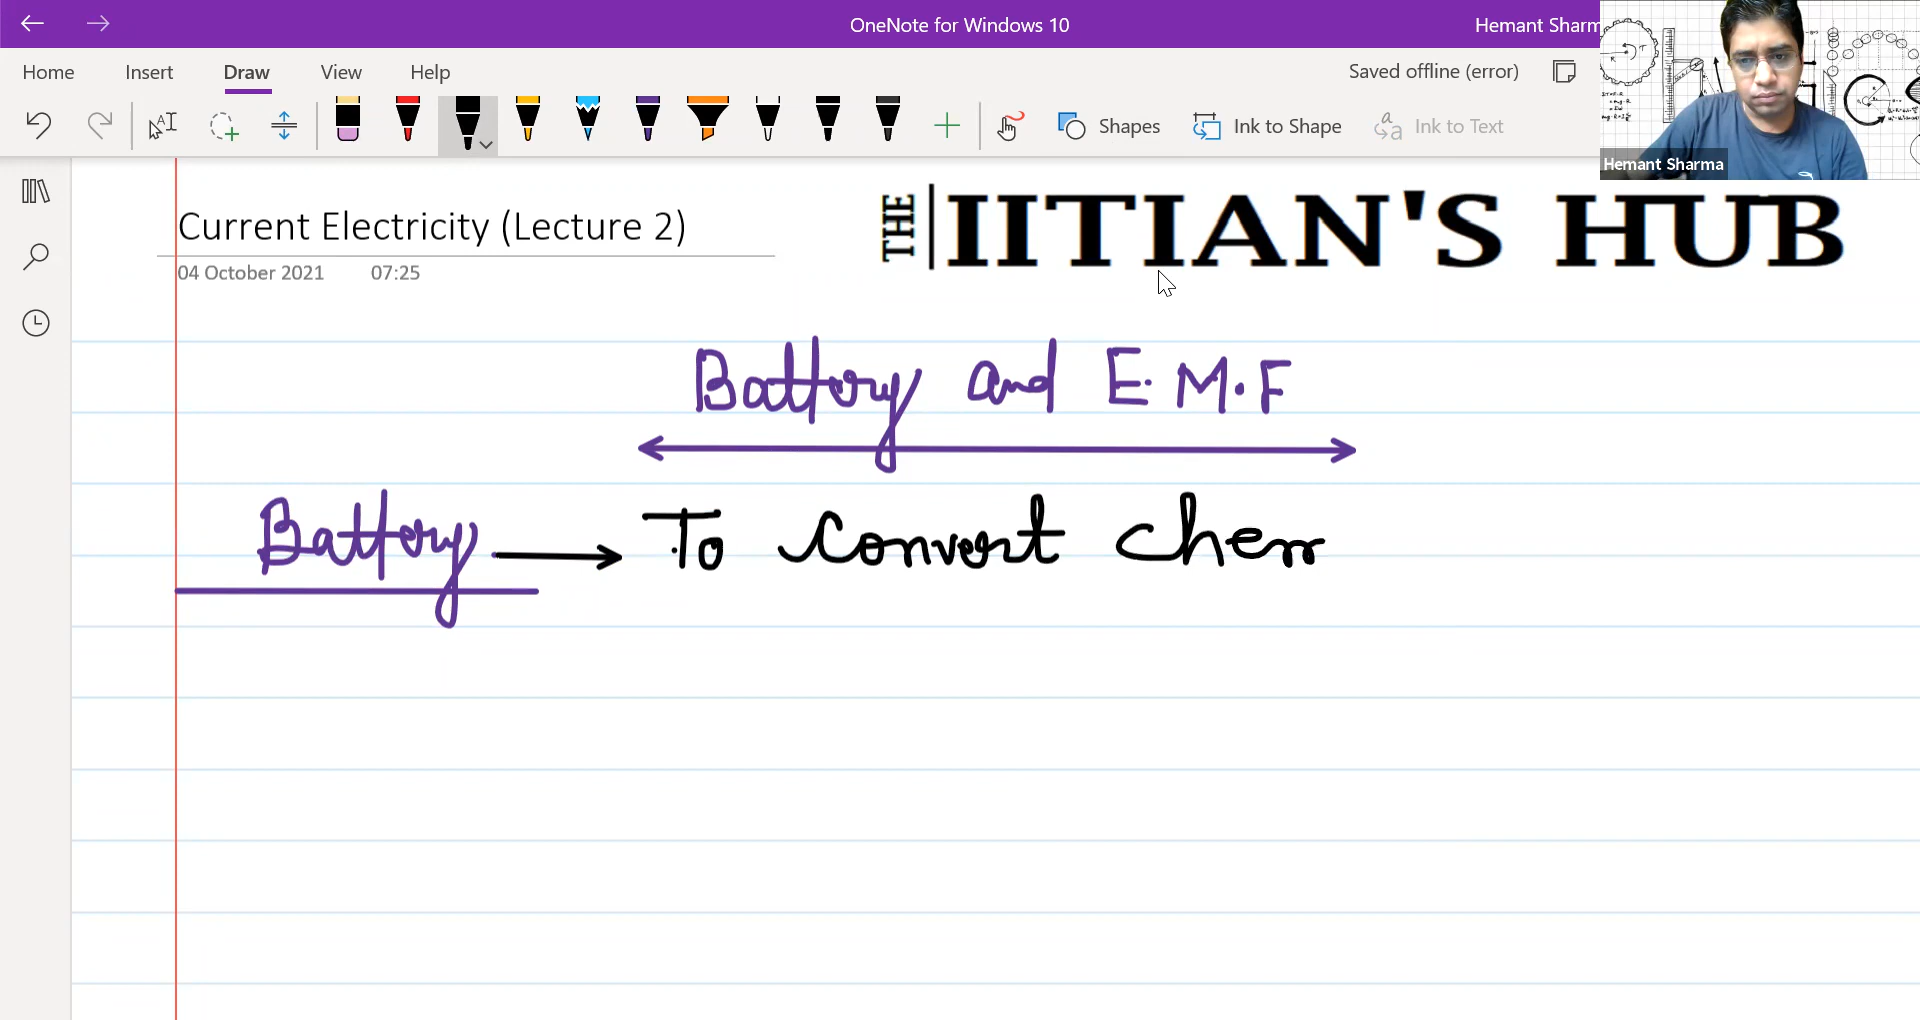 OneNote for Windows 10
Hemant Sharm
Home Insert Draw View Help
Saved offline (error)
Shapes Ink to Shape Ink to Text
Hemant Sharma
Current Electricity (Lecture 2)
04 October 2021 07:25
THE IITIAN'S HUB
Battery and E.M.F
Battery → To Convert Chem